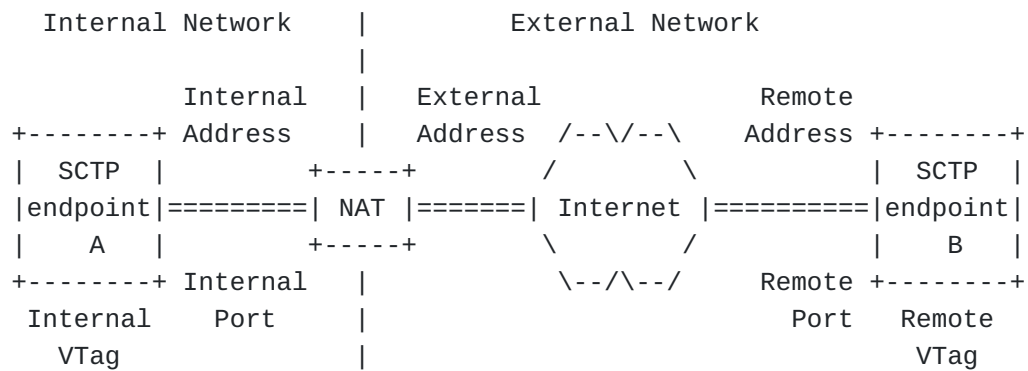 Internal Network | External Network
|
Internal | External Remote
+--------+ Address | Address /--\/--\ Address +--------+
| SCTP | +-----+ / \ | SCTP |
|endpoint|=========| NAT |=======| Internet |==========|endpoint|
| A | +-----+ \ / | B |
+--------+ Internal | \--/\--/ Remote +--------+
Internal Port | Port Remote
VTag | VTag